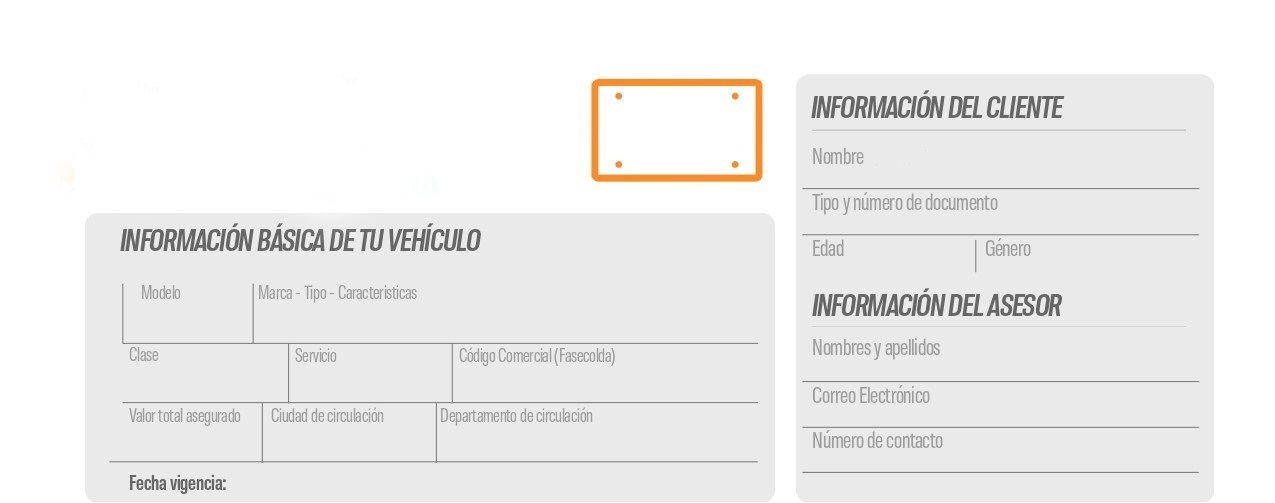 INFORMACIÓN BÁSICA DE TU VEHÍCULO
Modelo
Marca - Tipo - Caracteristicas
Clase
Servicio
Código Comercial (Fasecolda)
Valor total asegurado
Ciudad de circulación
Departamento de circulación
Fecha vigencia:
INFORMACIÓN DEL CLIENTE
Nombre
Tipo y número de documento
Edad
Género
INFORMACIÓN DEL ASESOR
Nombres y apellidos
Correo Electrónico
Número de contacto